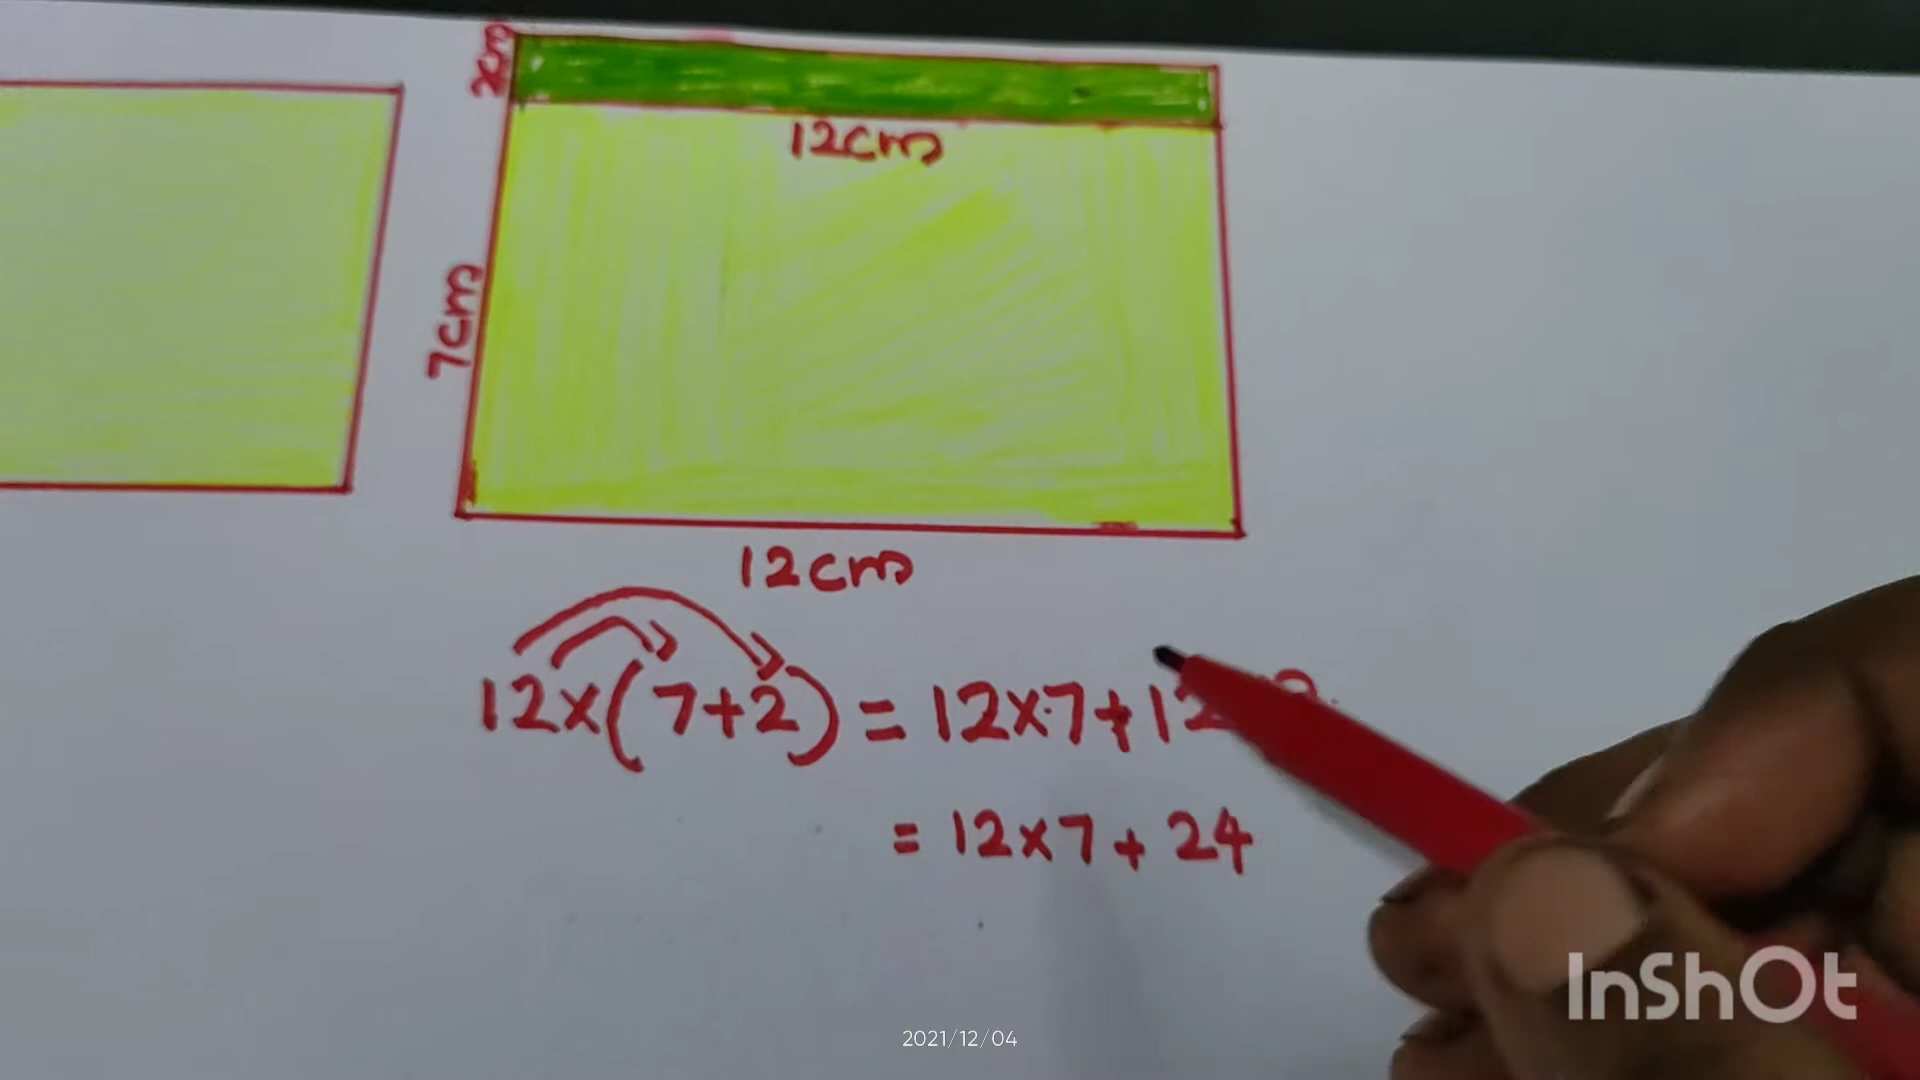 2cm
12cm
7cm
12cm
12×(7+2) = 12×7+12
= 12×7+24
InShOt
2021/12/04